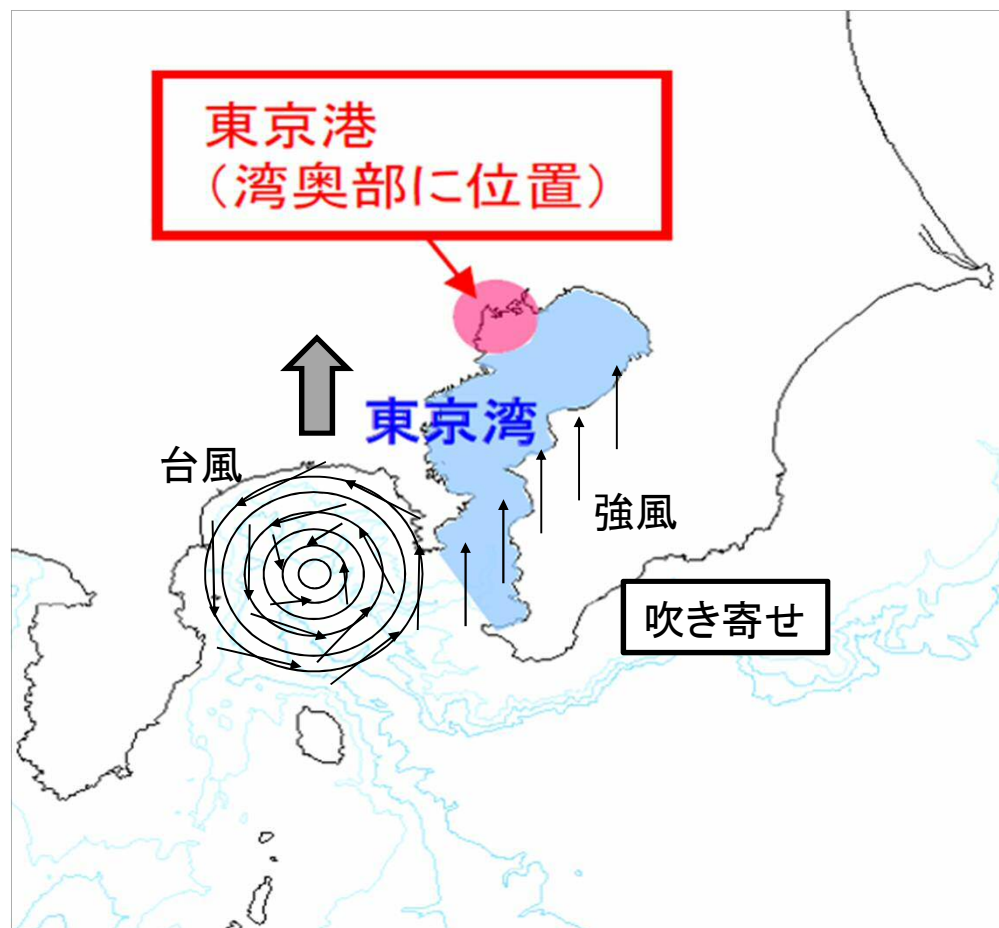 東京港
（湾奥部に位置）
東京湾
台風
強風
吹き寄せ